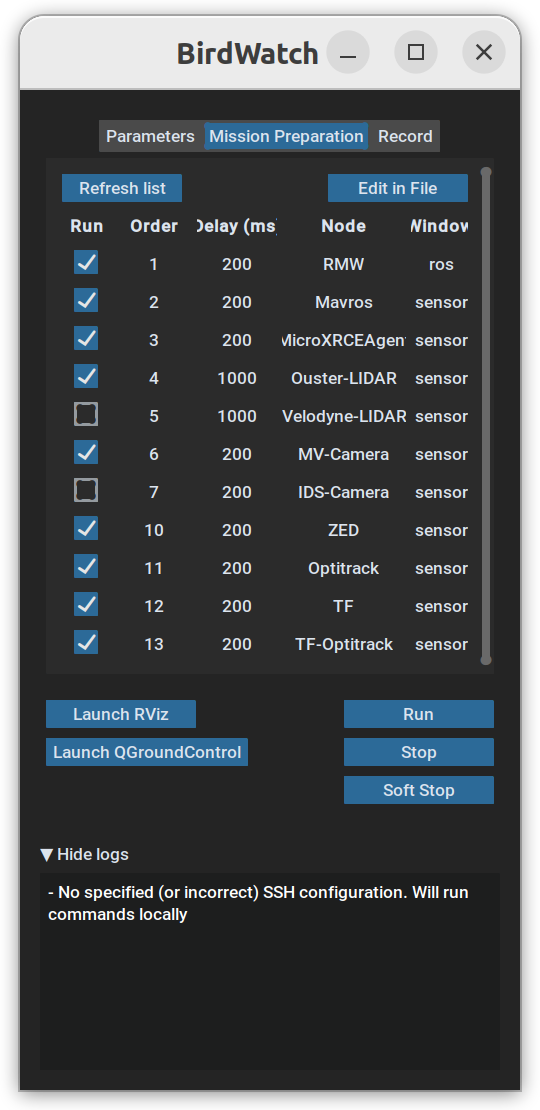 BirdWatch
Parameters Mission Preparation Record
Refresh list Edit in File
Run Order Delay (ms) Node Window
1 200 RMW ros
2 200 Mavros sensor
3 200 MicroXRCEAgent sensor
4 1000 Ouster-LIDAR sensor
5 1000 Velodyne-LIDAR sensor
6 200 MV-Camera sensor
7 200 IDS-Camera sensor
10 200 ZED sensor
11 200 Optitrack sensor
12 200 TF sensor
13 200 TF-Optitrack sensor
Launch RViz Run
Launch QGroundControl Stop
Soft Stop
▼ Hide logs
- No specified (or incorrect) SSH configuration. Will run
commands locally